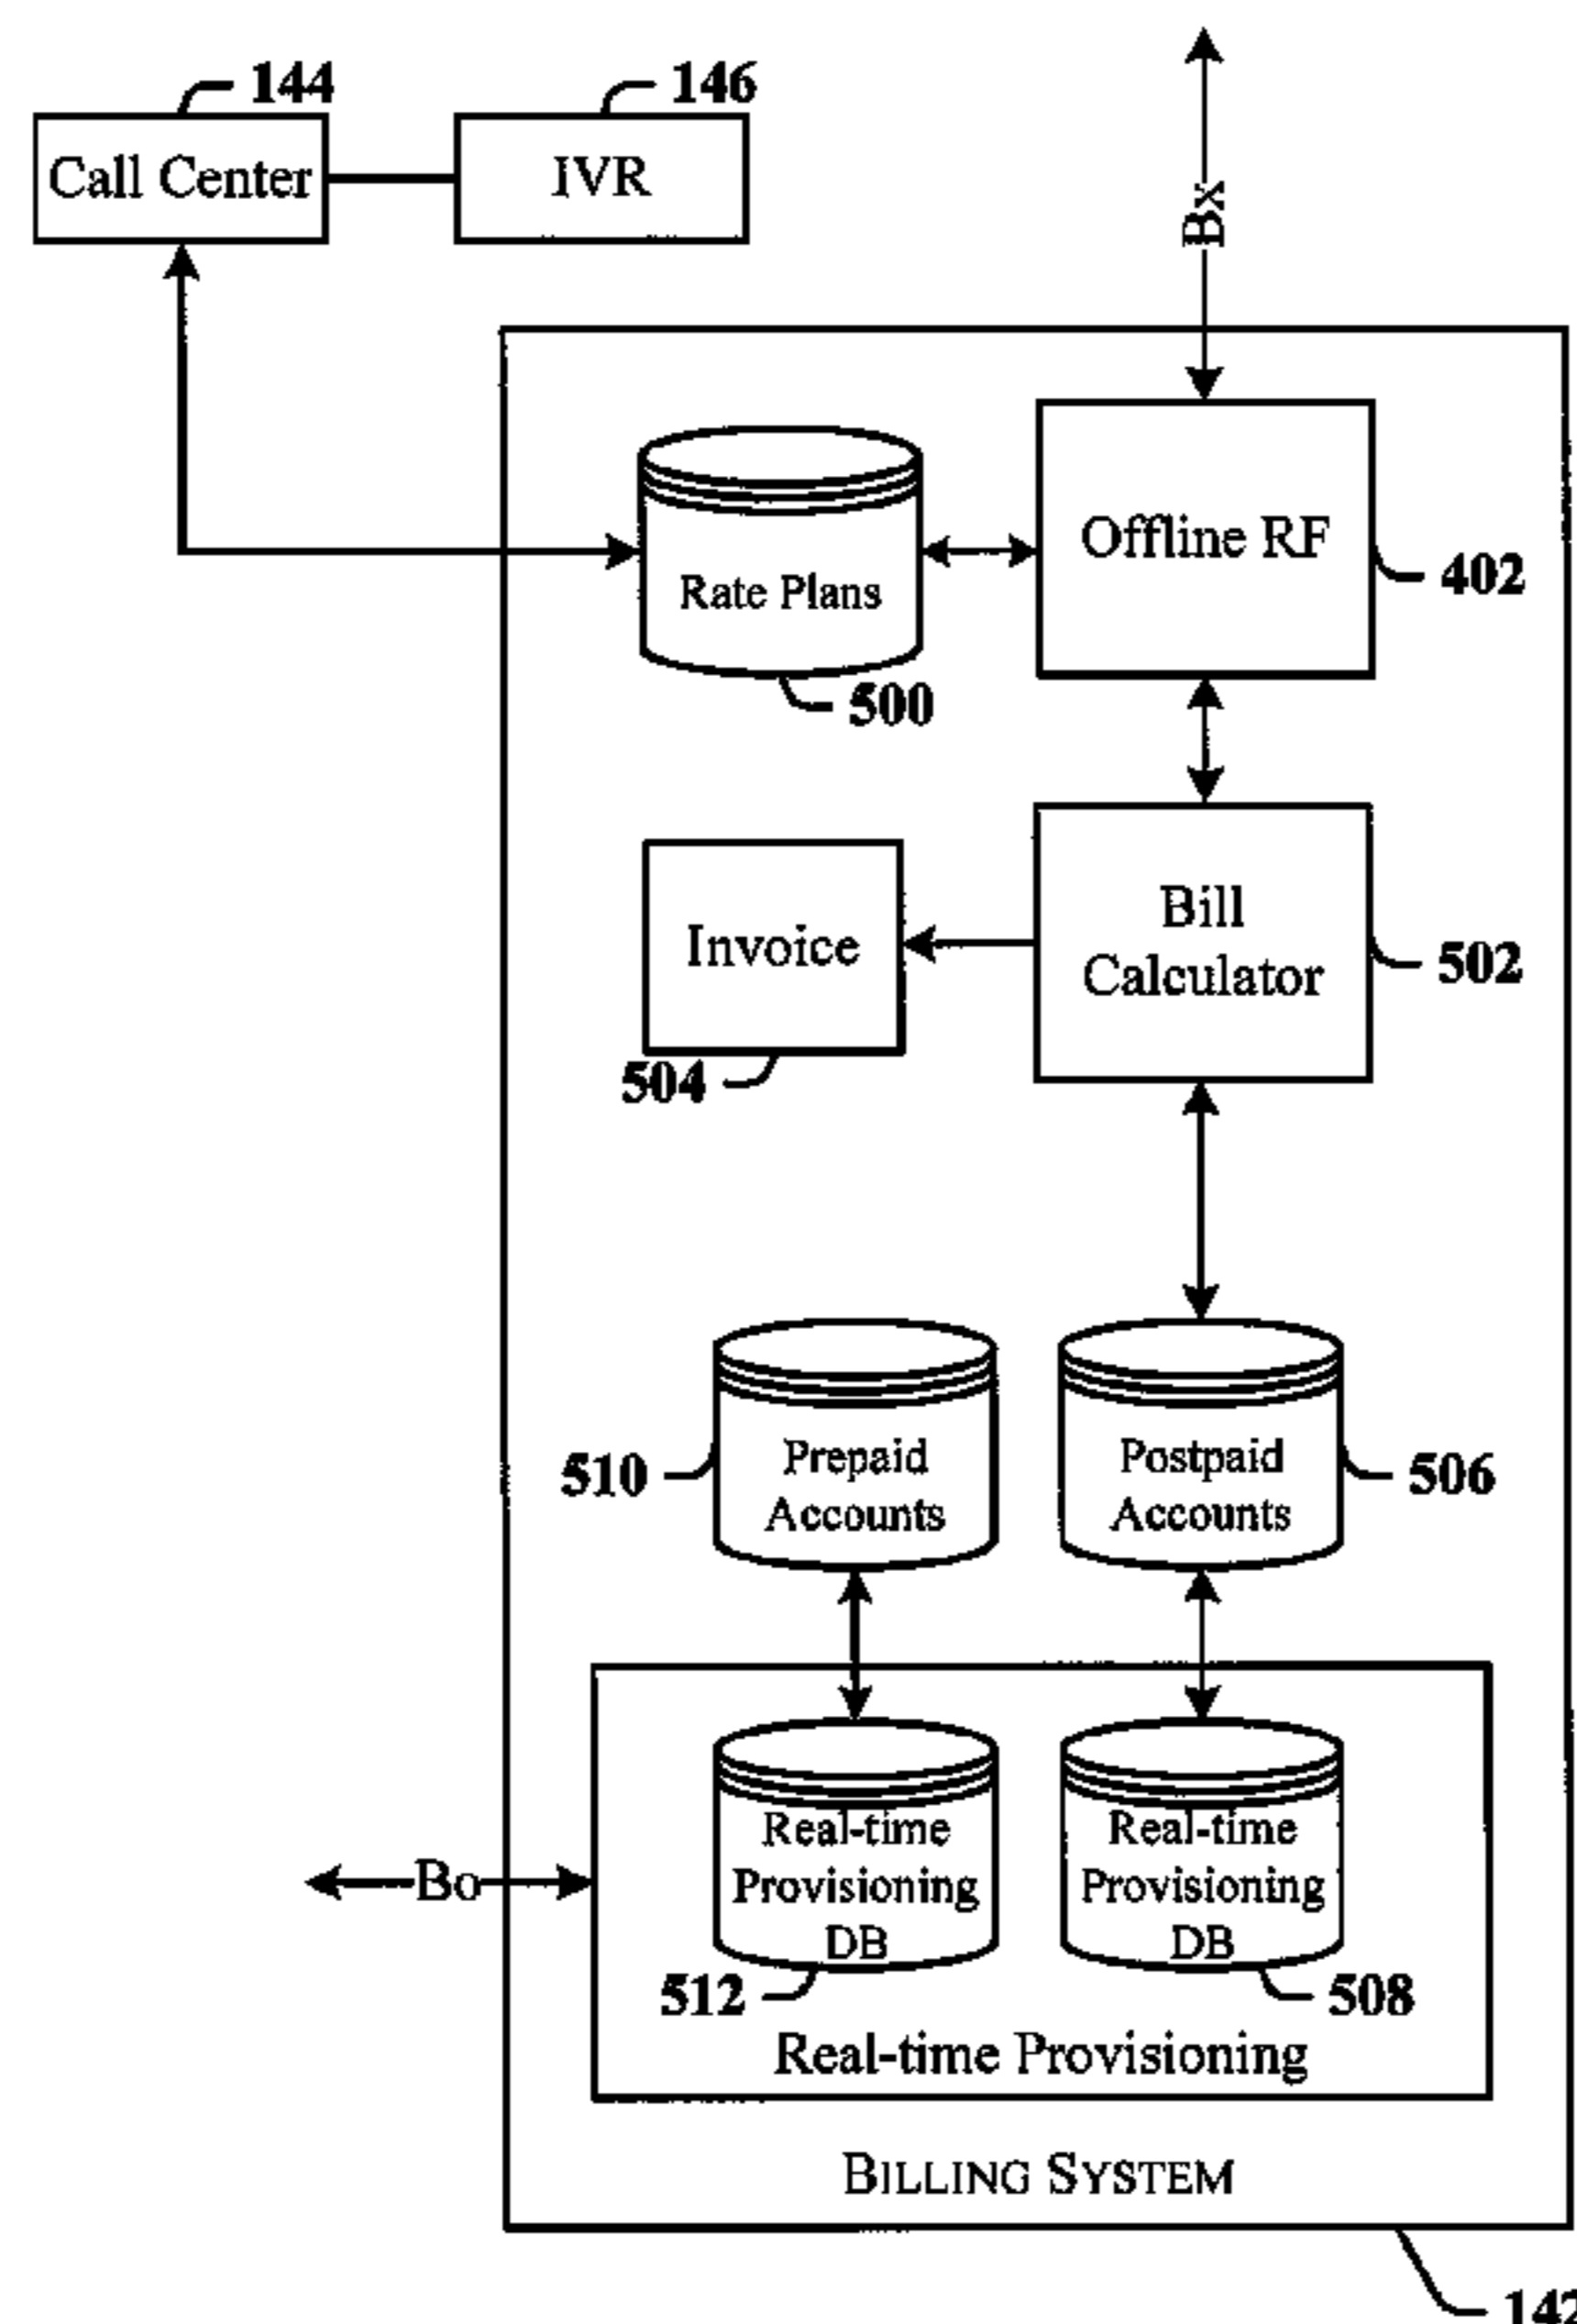 144
146
Call Center
IVR
Bx
Offline RF
402
Rate Plans
500
Bill
Calculator
502
Invoice
504
Prepaid
Accounts
510
Postpaid
Accounts
506
Bo
Real-time
Provisioning
DB
512
Real-time
Provisioning
DB
508
Real-time Provisioning
BILLING SYSTEM
142